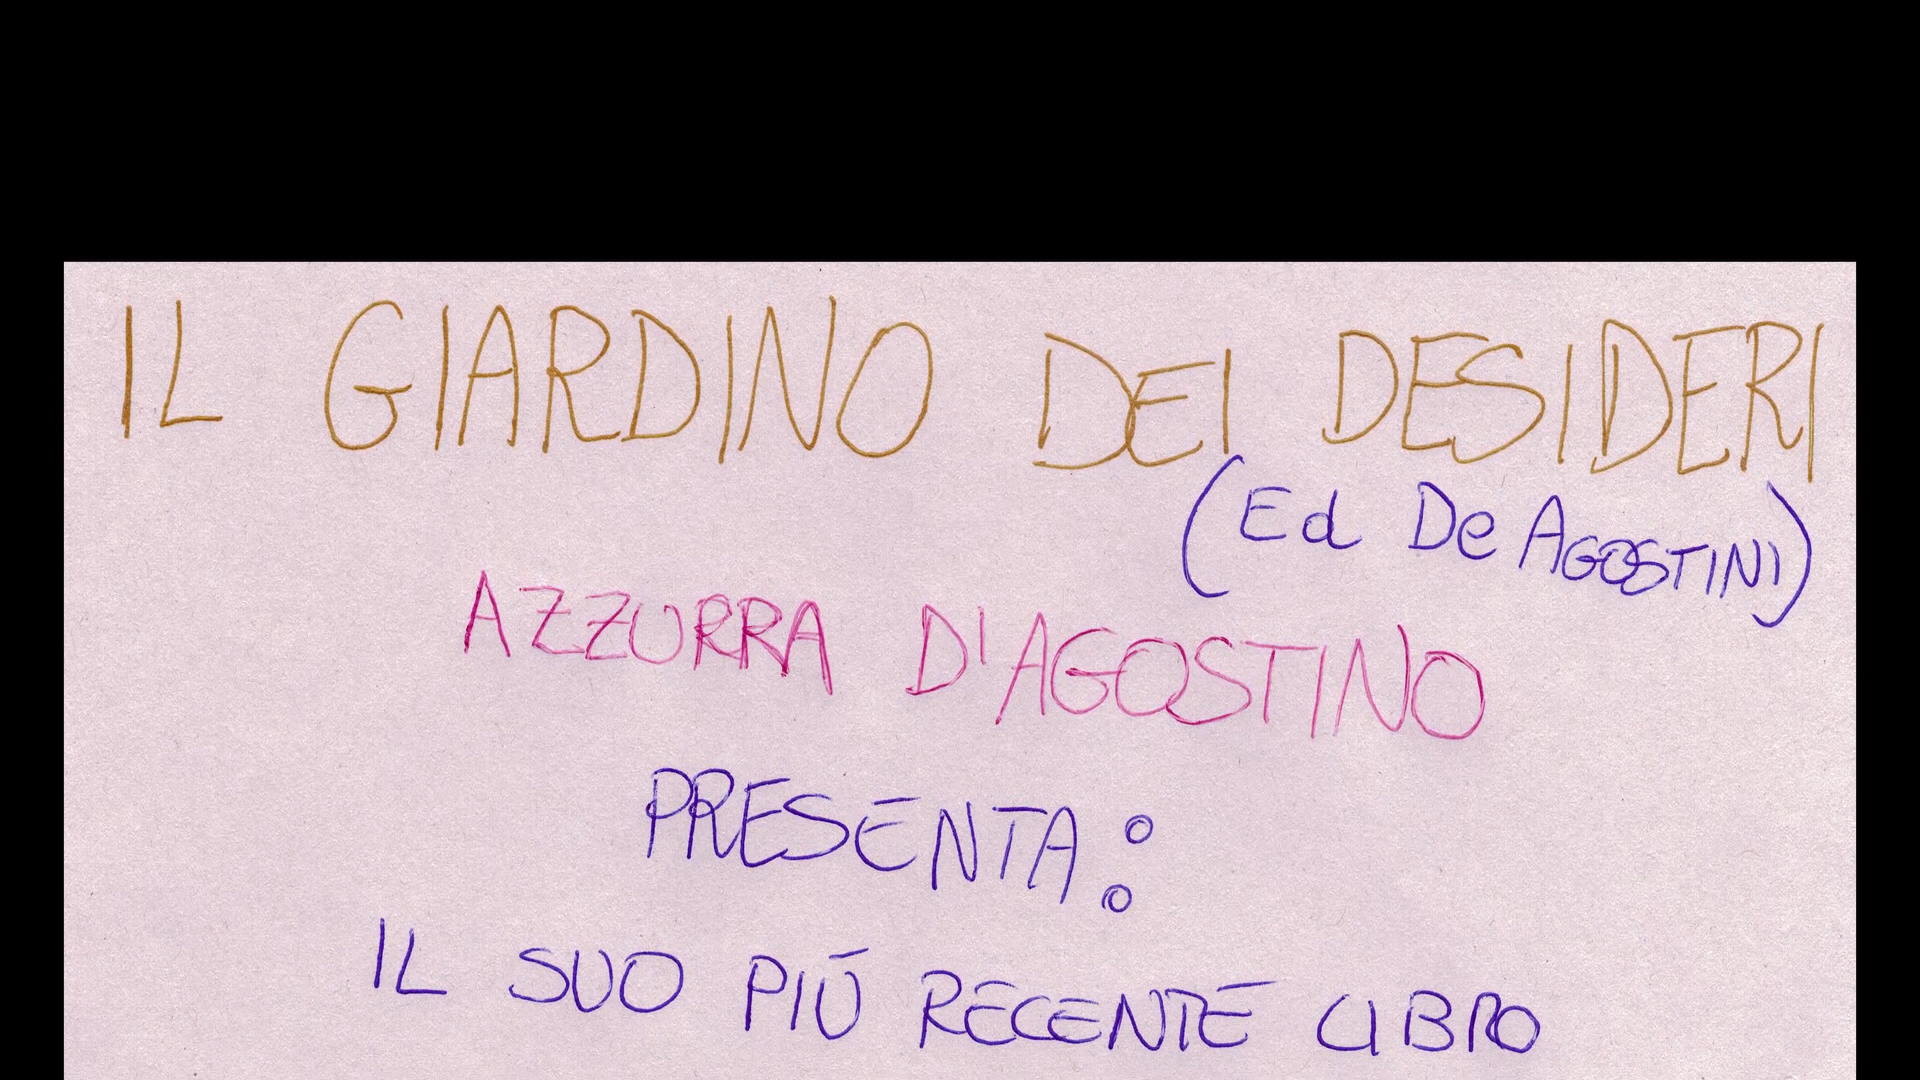 IL GIARDINO DEI DESIDERI
(Ed De AGOSTINI)
AZZURRA D'AGOSTINO
PRESENTA:
IL SUO PIÙ RECENTE LIBRO